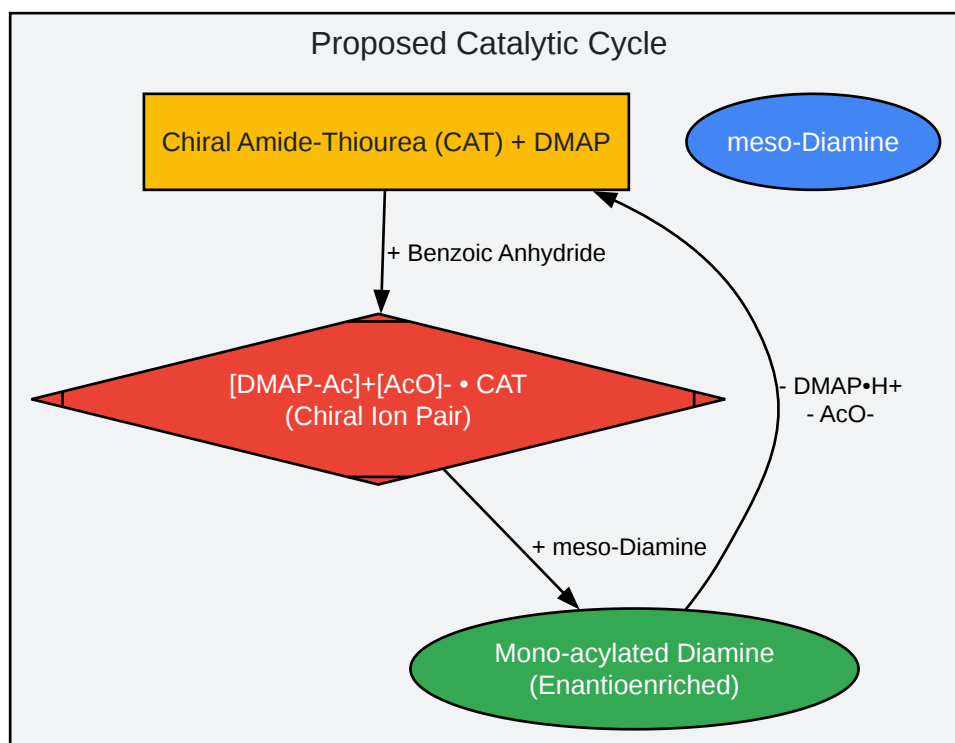 Proposed Catalytic Cycle
Chiral Amide-Thiourea (CAT) + DMAP
meso-Diamine
+ Benzoic Anhydride
[DMAP-Ac]+[AcO]- • CAT
(Chiral Ion Pair)
- DMAP•H+
- AcO-
+ meso-Diamine
Mono-acylated Diamine
(Enantioenriched)